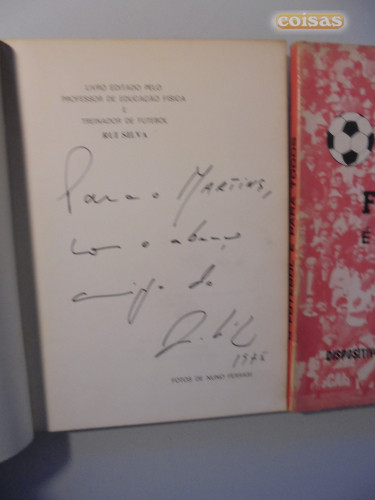 coisas
LIVRO EDITADO PELO
PROFESSOR DE EDUCAÇÃO FÍSICA
E
TREINADOR DE FUTEBOL
RUI SILVA
Para o MARTINS,
com o abraço
amigo do
1976
FOTOS DE NUNO FERRARI
F
É
DISPOSITIV